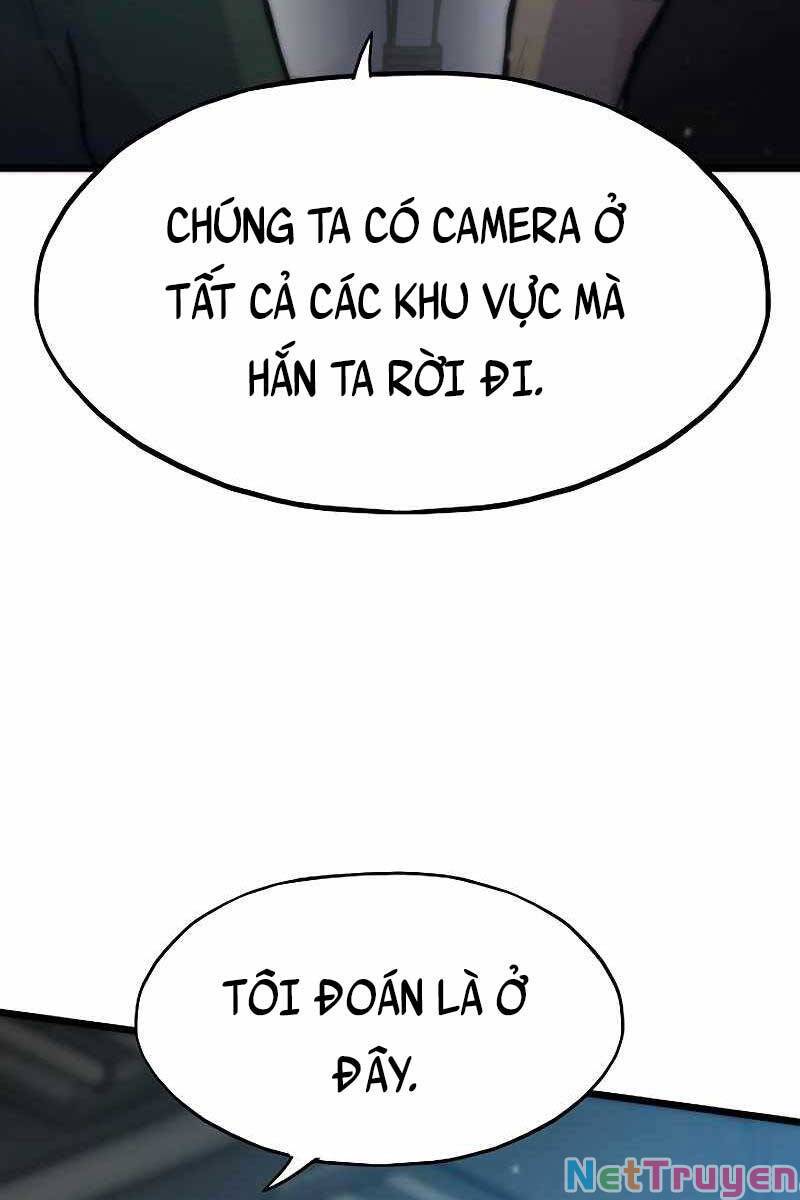 CHÚNG TA CÓ CAMERA Ở
TẤT CẢ CÁC KHU VỰC MÀ
HẮN TA RỜI ĐI.
TÔI ĐOÁN LÀ Ở
ĐÂY.
NetTruyen